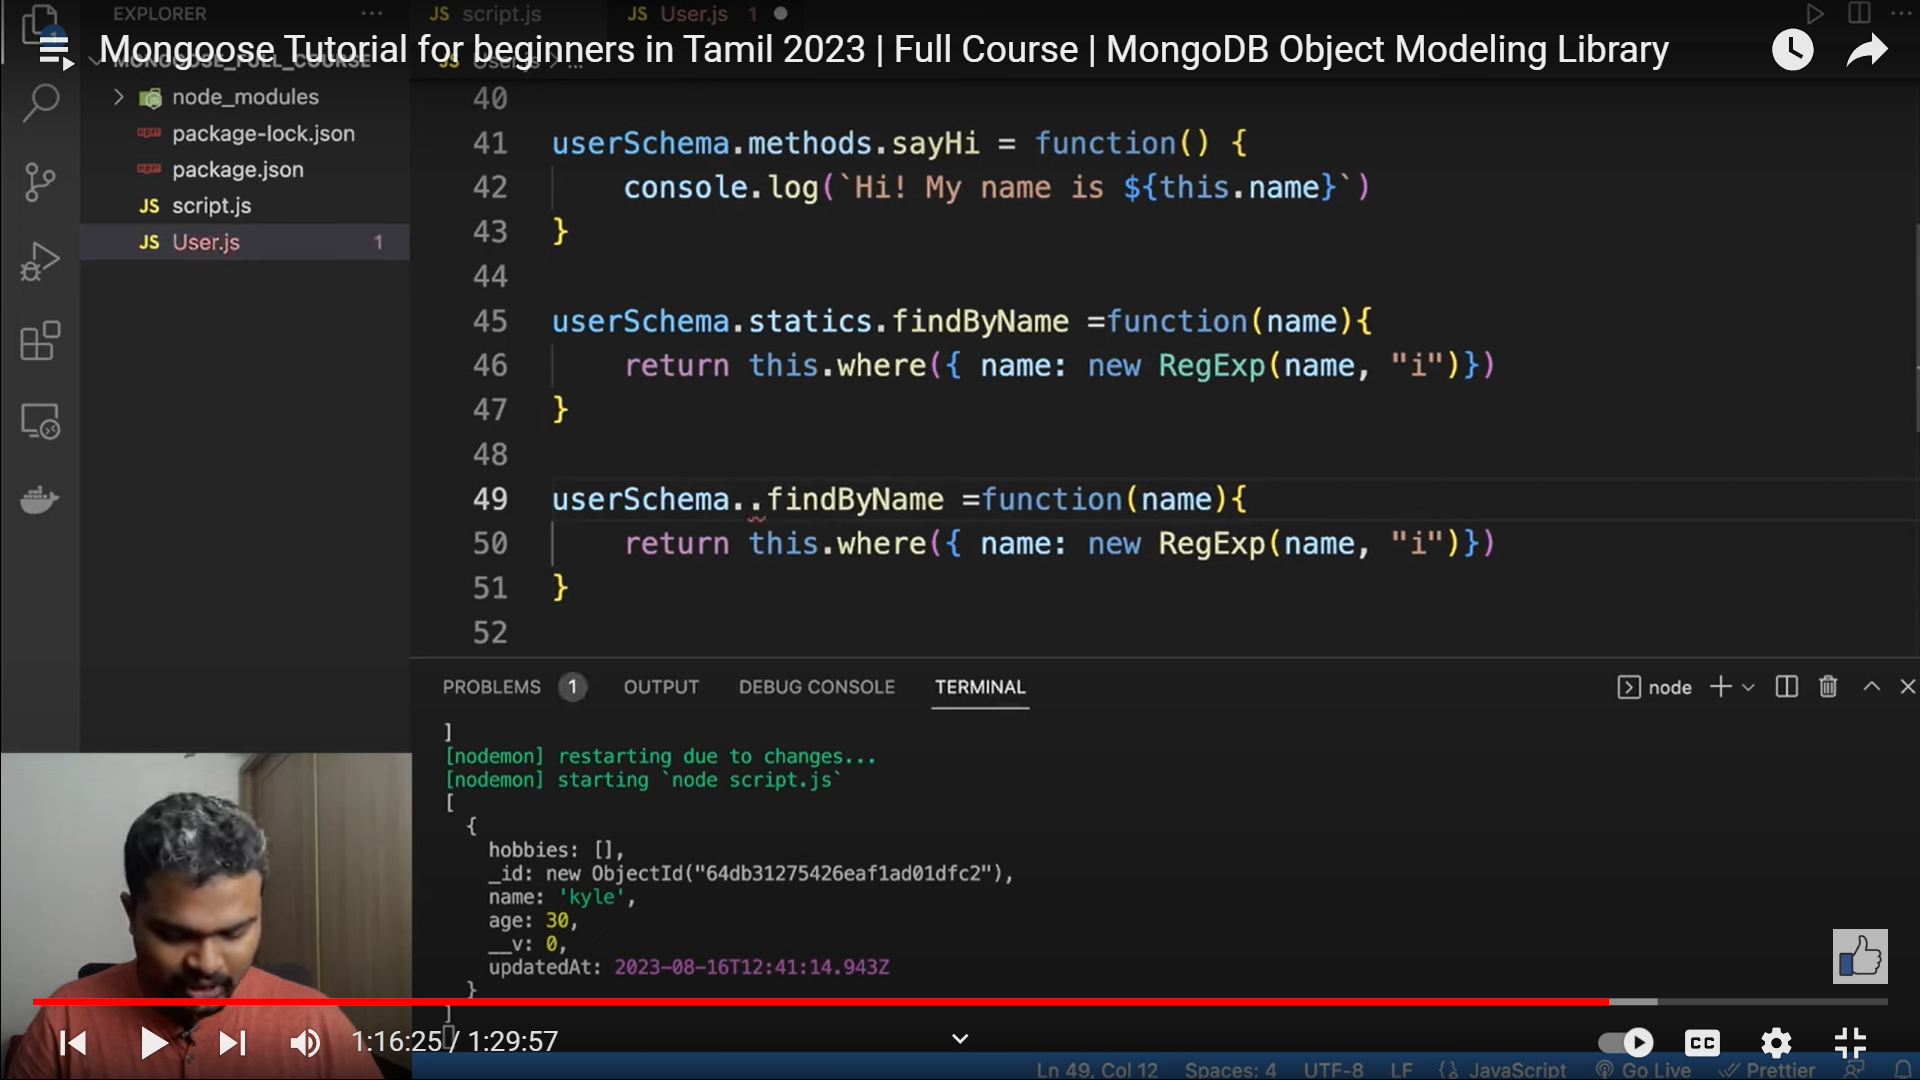 EXPLORER
script.js
User.js 1
Mongoose Tutorial for beginners in Tamil 2023 | Full Course | MongoDB Object Modeling Library
MONGOOSE_FULL_COURSE
node_modules
package-lock.json
package.json
JS script.js
JS User.js 1
40
41 userSchema.methods.sayHi = function() {
42 console.log(`Hi! My name is ${this.name}`)
43 }
44
45 userSchema.statics.findByName =function(name){
46 return this.where({ name: new RegExp(name, "i")})
47 }
48
49 userSchema..findByName =function(name){
50 return this.where({ name: new RegExp(name, "i")})
51 }
52
PROBLEMS 1 OUTPUT DEBUG CONSOLE TERMINAL node
]
[nodemon] restarting due to changes...
[nodemon] starting `node script.js`
[
{
hobbies: [],
_id: new ObjectId("64db31275426eaf1ad01dfc2"),
name: 'kyle',
age: 30,
__v: 0,
updatedAt: 2023-08-16T12:41:14.943Z
}
]
1:16:25 / 1:29:57
CC
Ln 49, Col 12 Spaces: 4 UTF-8 LF {} JavaScript Go Live Prettier